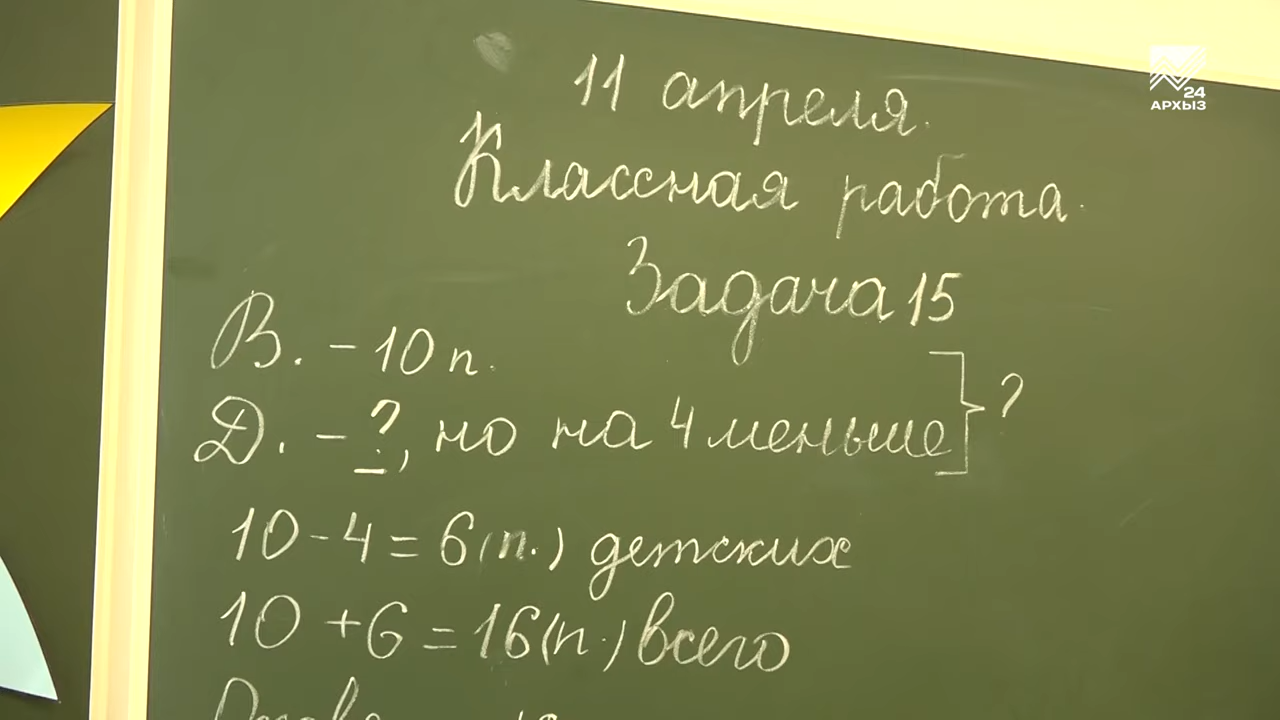 24
АРХЫЗ
11 апреля.
Классная работа.
Задача 15
В. - 10 п.
Д. - ?, но на 4 меньше ] ?
10 - 4 = 6 (п.) детских
10 + 6 = 16 (п.) всего